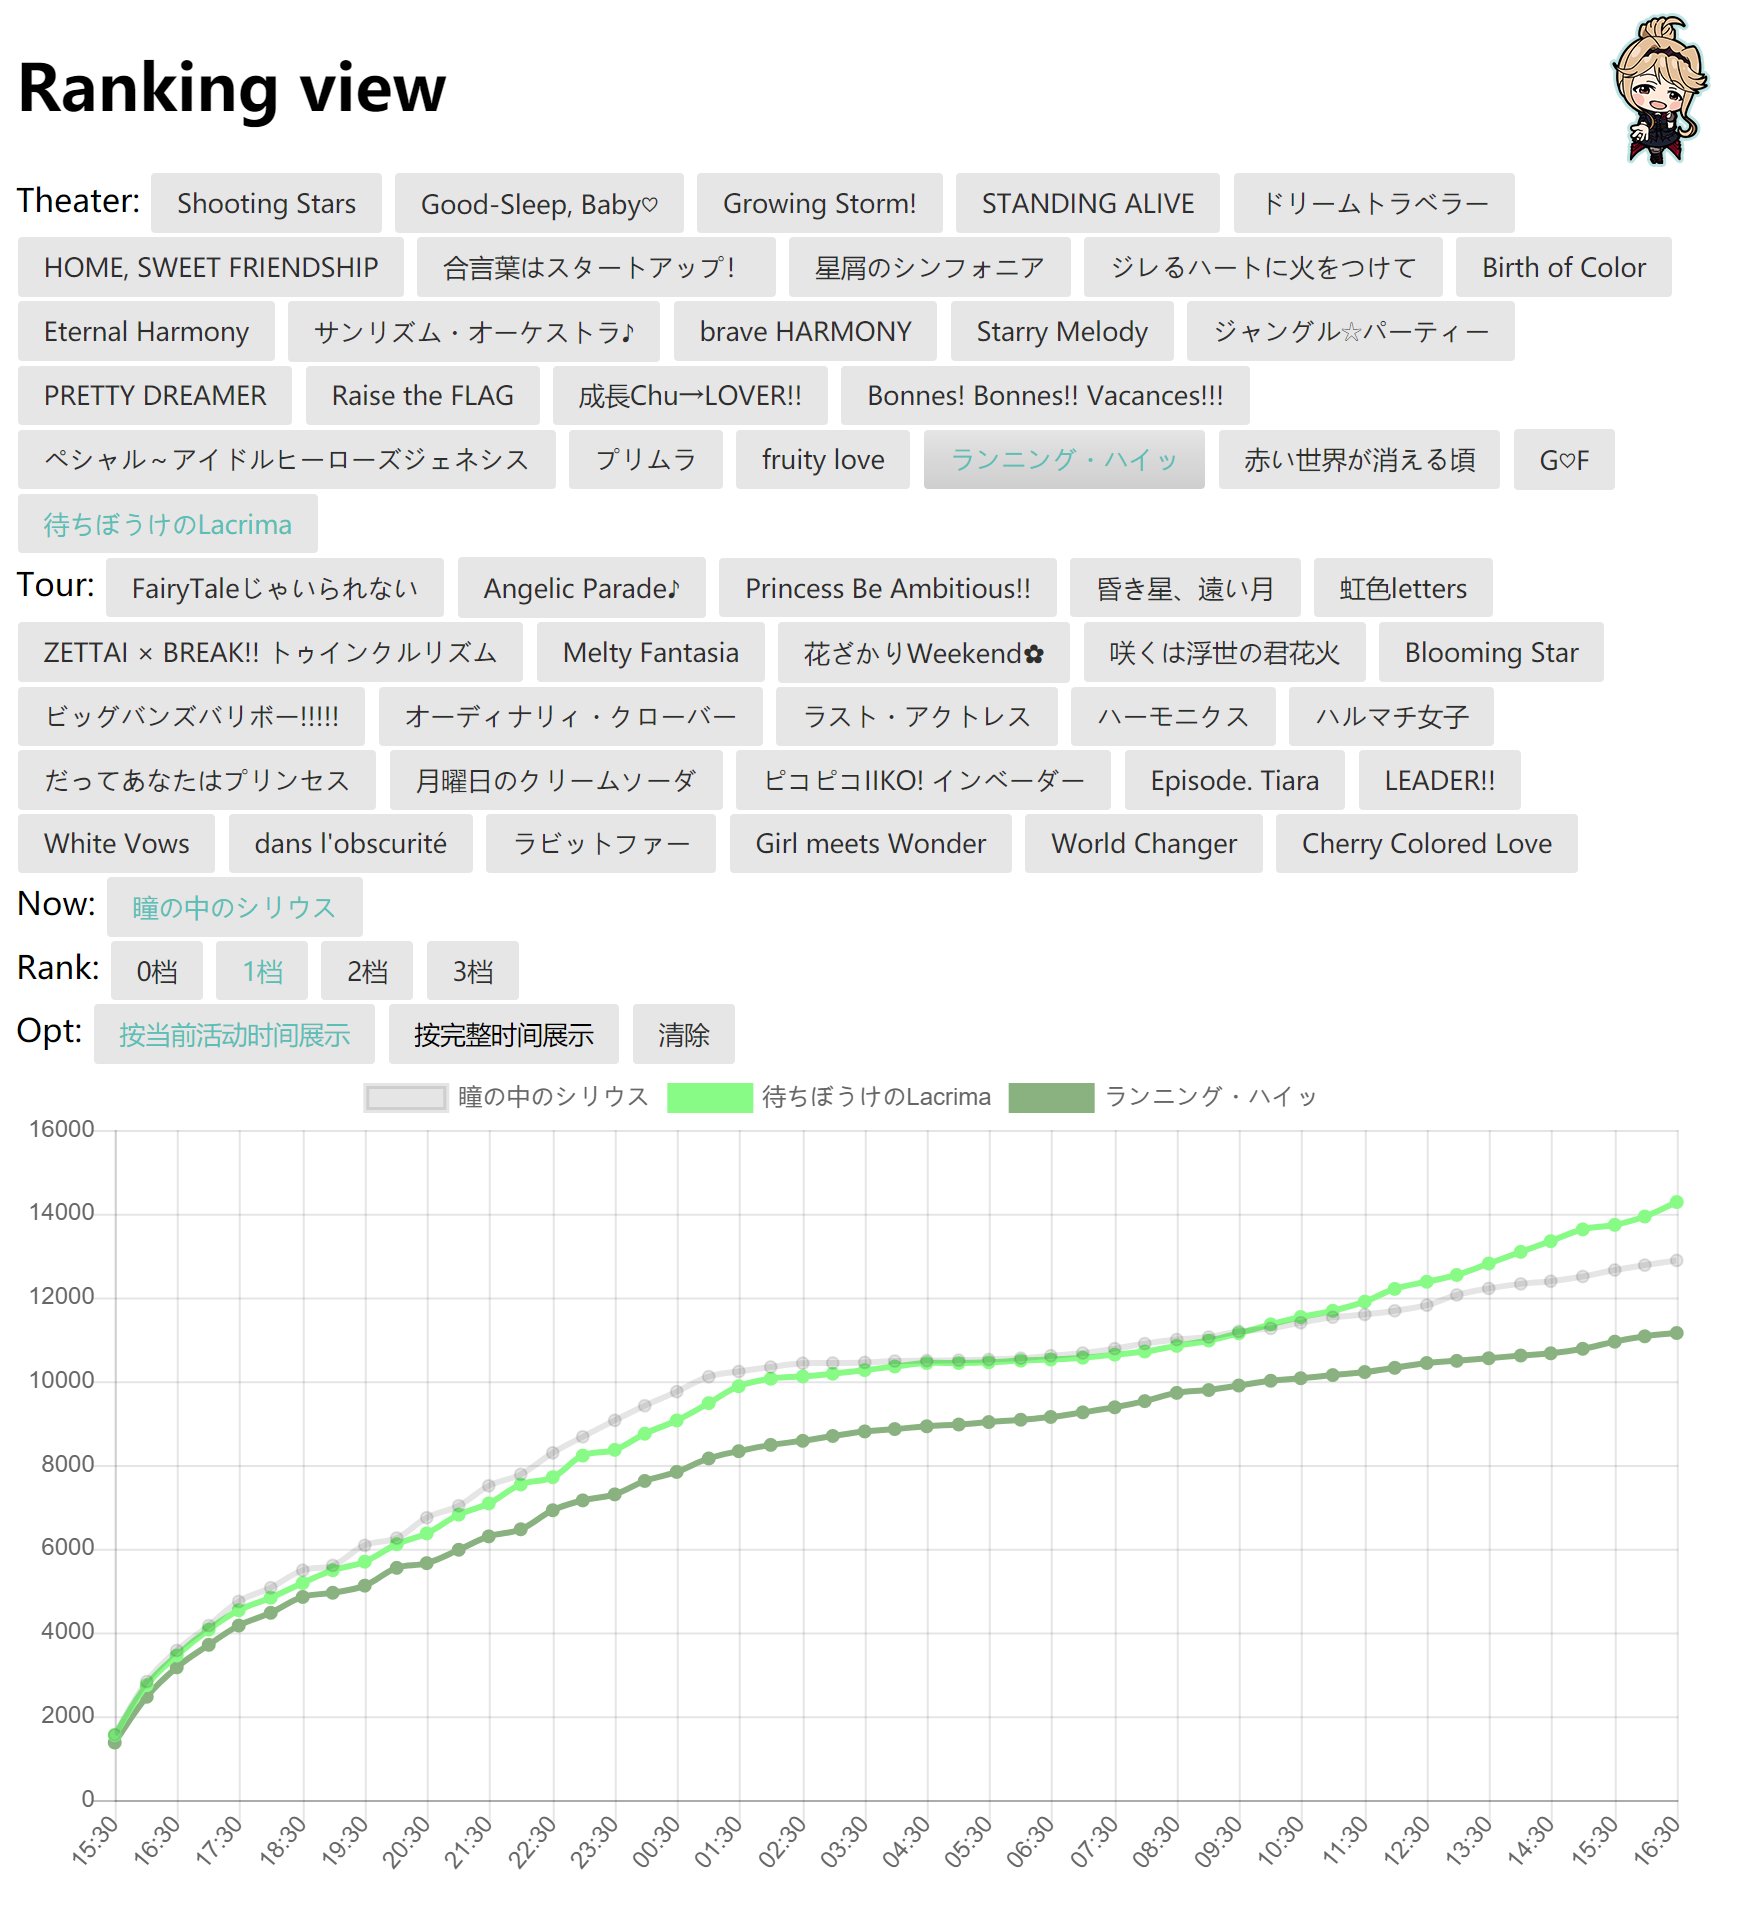 Ranking view
Theater: Shooting Stars Good-Sleep, Baby♡ Growing Storm! STANDING ALIVE ドリームトラベラー
HOME, SWEET FRIENDSHIP 合言葉はスタートアップ! 星屑のシンフォニア ジレるハートに火をつけて Birth of Color
Eternal Harmony サンリズム・オーケストラ♪ brave HARMONY Starry Melody ジャングル☆パーティー
PRETTY DREAMER Raise the FLAG 成長Chu→LOVER!! Bonnes! Bonnes!! Vacances!!!
ペシャル～アイドルヒーローズジェネシス プリムラ fruity love ランニング・ハイッ 赤い世界が消える頃 G♡F
待ちぼうけのLacrima
Tour: FairyTaleじゃいられない Angelic Parade♪ Princess Be Ambitious!! 昏き星、遠い月 虹色letters
ZETTAI × BREAK!! トゥインクルリズム Melty Fantasia 花ざかりWeekend✿ 咲くは浮世の君花火 Blooming Star
ビッグバンズバリボー!!!!! オーディナリィ・クローバー ラスト・アクトレス ハーモニクス ハルマチ女子
だってあなたはプリンセス 月曜日のクリームソーダ ピコピコIIKO! インベーダー Episode. Tiara LEADER!!
White Vows dans l'obscurité ラビットファー Girl meets Wonder World Changer Cherry Colored Love
Now: 瞳の中のシリウス
Rank: 0档 1档 2档 3档
Opt: 按当前活动时间展示 按完整时间展示 清除
瞳の中のシリウス 待ちぼうけのLacrima ランニング・ハイッ
16000
14000
12000
10000
8000
6000
4000
2000
0
15:30 16:30 17:30 18:30 19:30 20:30 21:30 22:30 23:30 00:30 01:30 02:30 03:30 04:30 05:30 06:30 07:30 08:30 09:30 10:30 11:30 12:30 13:30 14:30 15:30 16:30